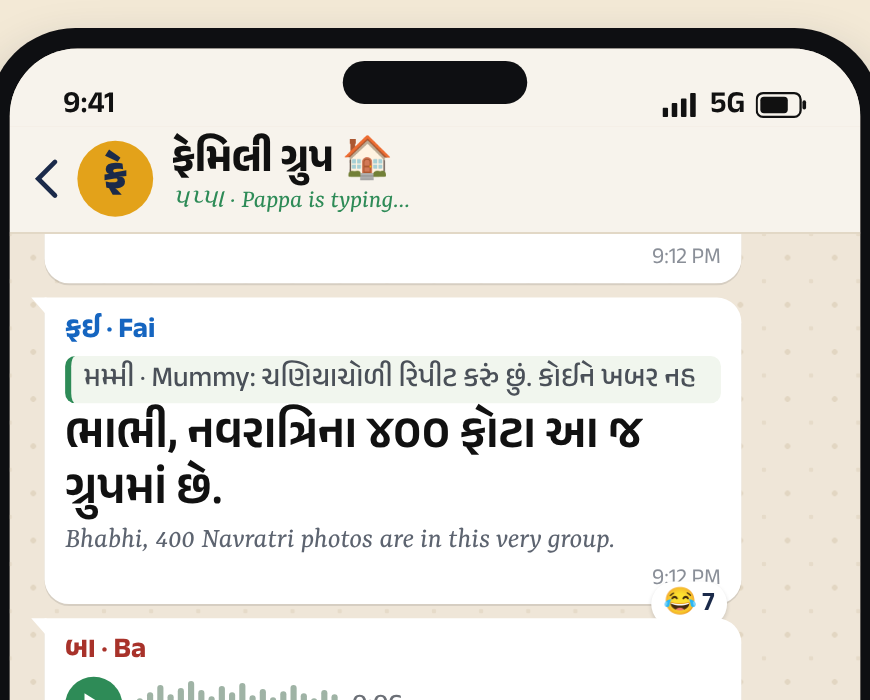 9:41
5G
ફે
ફેમિલી ગ્રુપ 🏠
પપ્પા · Pappa is typing…
9:12 PM
ફઈ · Fai
મમ્મી · Mummy: ચણિયાચોળી રિપીટ કરું છું. કોઈને ખબર નહ
ભાભી, નવરાત્રિના ૪૦૦ ફોટા આ જ
ગ્રુપમાં છે.
Bhabhi, 400 Navratri photos are in this very group.
9:12 PM
😂 7
બા · Ba